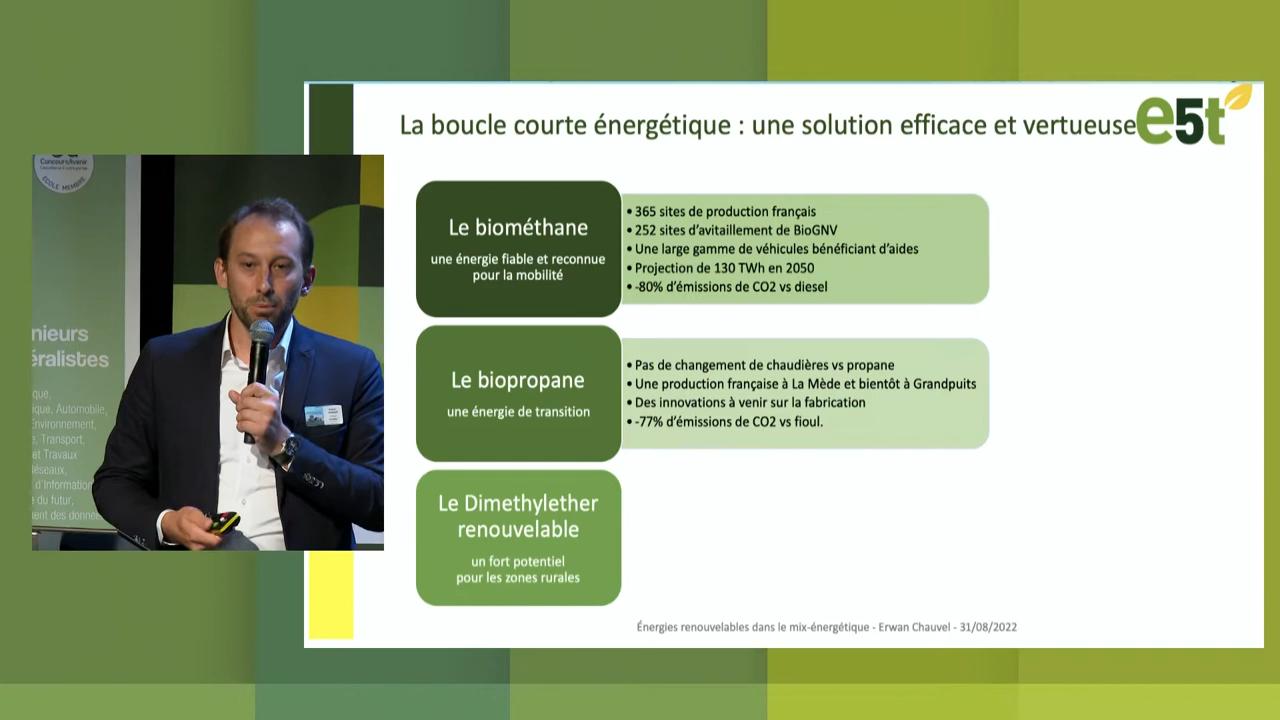 La boucle courte énergétique : une solution efficace et vertueuse
e5t
Le biométhane
une énergie fiable et reconnue
pour la mobilité
• 365 sites de production français
• 252 sites d’avitaillement de BioGNV
• Une large gamme de véhicules bénéficiant d’aides
• Projection de 130 TWh en 2050
• -80% d’émissions de CO2 vs diesel
Le biopropane
une énergie de transition
• Pas de changement de chaudières vs propane
• Une production française à La Mède et bientôt à Grandpuits
• Des innovations à venir sur la fabrication
• -77% d’émissions de CO2 vs fioul.
Le Dimethylether
renouvelable
un fort potentiel
pour les zones rurales
Énergies renouvelables dans le mix-énergétique - Erwan Chauvel - 31/08/2022
ConcoursAvenir
ÉCOLE MEMBRE
nieurs
éralistes
que,
ique, Automobile,
Environnement,
e, Transport,
et Travaux
Réseaux,
d'Information
e du futur,
ient des donnée